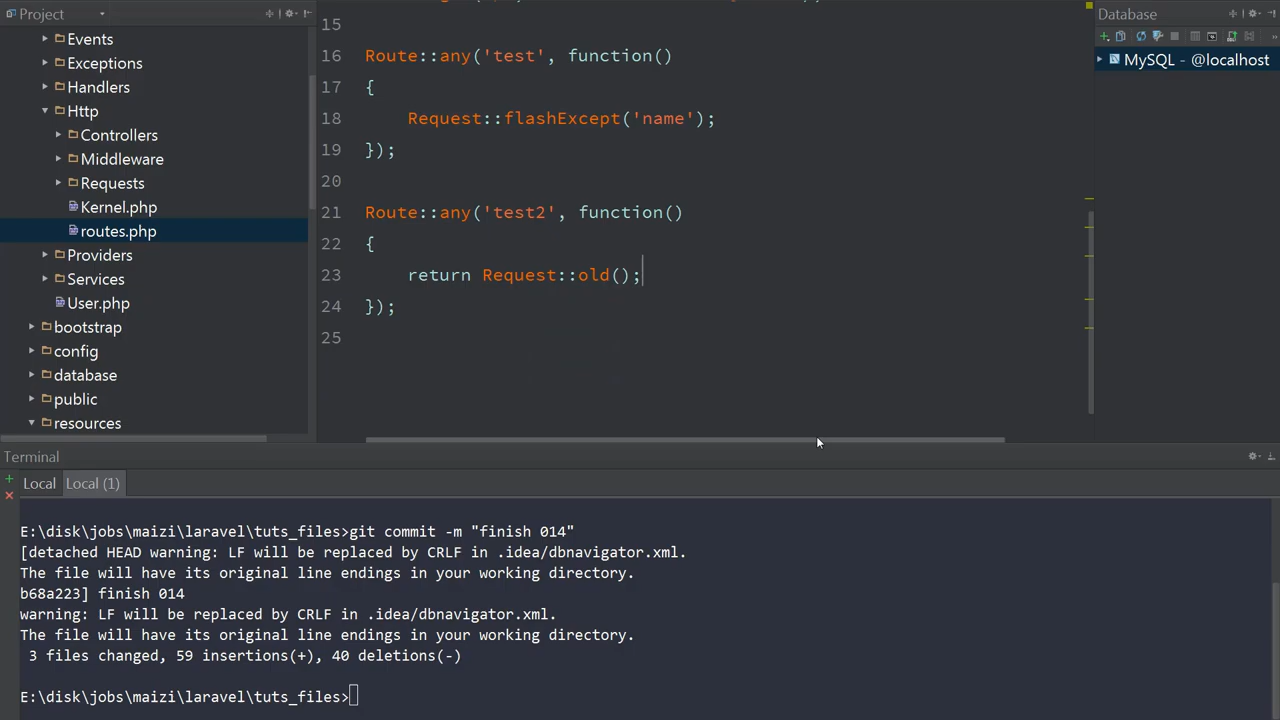 Project
Events
Exceptions
Handlers
Http
Controllers
Middleware
Requests
Kernel.php
routes.php
Providers
Services
User.php
bootstrap
config
database
public
resources
15
16 Route::any('test', function()
17 {
18 Request::flashExcept('name');
19 });
20
21 Route::any('test2', function()
22 {
23 return Request::old();
24 });
25
Database
MySQL - @localhost
Terminal
Local Local (1)
E:\disk\jobs\maizi\laravel\tuts_files>git commit -m "finish 014"
[detached HEAD warning: LF will be replaced by CRLF in .idea/dbnavigator.xml.
The file will have its original line endings in your working directory.
b68a223] finish 014
warning: LF will be replaced by CRLF in .idea/dbnavigator.xml.
The file will have its original line endings in your working directory.
3 files changed, 59 insertions(+), 40 deletions(-)
E:\disk\jobs\maizi\laravel\tuts_files>